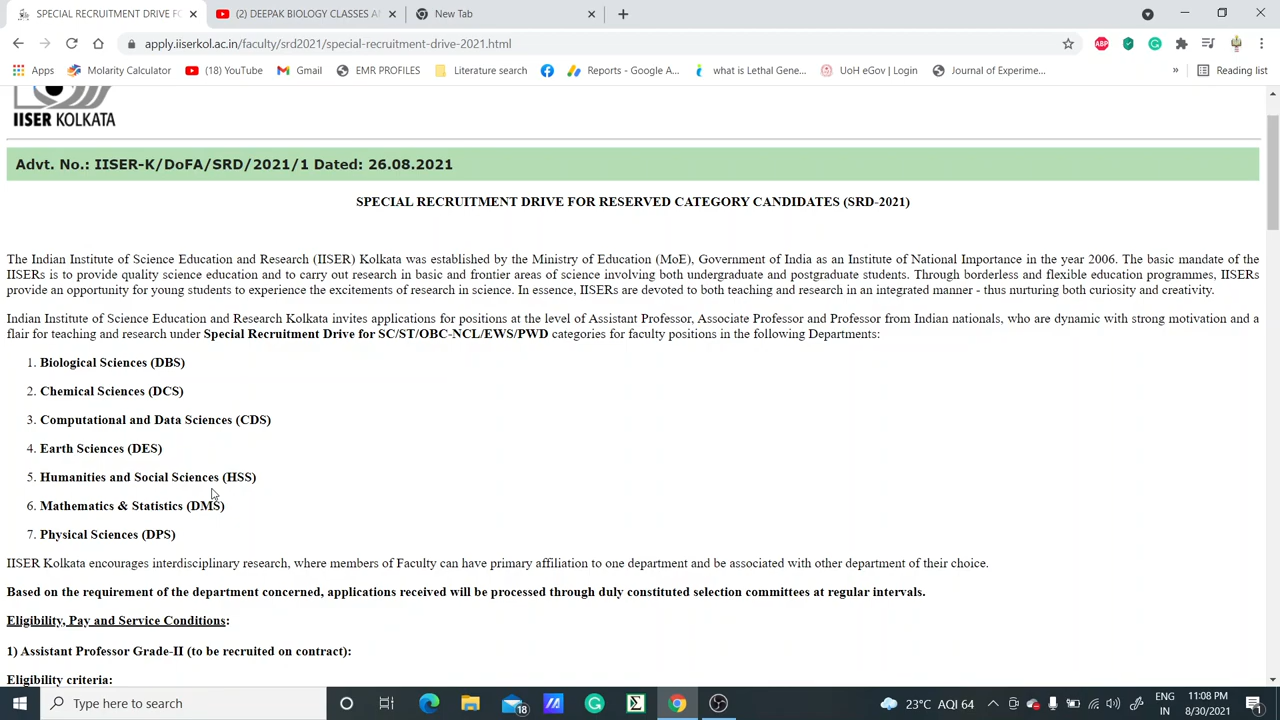 SPECIAL RECRUITMENT DRIVE FO
(2) DEEPAK BIOLOGY CLASSES A
New Tab
apply.iiserkol.ac.in/faculty/srd2021/special-recruitment-drive-2021.html
ABP
Apps
Molarity Calculator
(18) YouTube
Gmail
EMR PROFILES
Literature search
Reports - Google A...
what is Lethal Gene...
UoH eGov | Login
Journal of Experime...
»
Reading list
IISER KOLKATA
Advt. No.: IISER-K/DoFA/SRD/2021/1 Dated: 26.08.2021
SPECIAL RECRUITMENT DRIVE FOR RESERVED CATEGORY CANDIDATES (SRD-2021)
The Indian Institute of Science Education and Research (IISER) Kolkata was established by the Ministry of Education (MoE), Government of India as an Institute of National Importance in the year 2006. The basic mandate of the
IISERs is to provide quality science education and to carry out research in basic and frontier areas of science involving both undergraduate and postgraduate students. Through borderless and flexible education programmes, IISERs
provide an opportunity for young students to experience the excitements of research in science. In essence, IISERs are devoted to both teaching and research in an integrated manner - thus nurturing both curiosity and creativity.
Indian Institute of Science Education and Research Kolkata invites applications for positions at the level of Assistant Professor, Associate Professor and Professor from Indian nationals, who are dynamic with strong motivation and a
flair for teaching and research under Special Recruitment Drive for SC/ST/OBC-NCL/EWS/PWD categories for faculty positions in the following Departments:
1. Biological Sciences (DBS)
2. Chemical Sciences (DCS)
3. Computational and Data Sciences (CDS)
4. Earth Sciences (DES)
5. Humanities and Social Sciences (HSS)
6. Mathematics & Statistics (DMS)
7. Physical Sciences (DPS)
IISER Kolkata encourages interdisciplinary research, where members of Faculty can have primary affiliation to one department and be associated with other department of their choice.
Based on the requirement of the department concerned, applications received will be processed through duly constituted selection committees at regular intervals.
Eligibility, Pay and Service Conditions:
1) Assistant Professor Grade-II (to be recruited on contract):
Eligibility criteria:
Type here to search
18
23°C AQI 64
ENG
IN
11:08 PM
8/30/2021
1